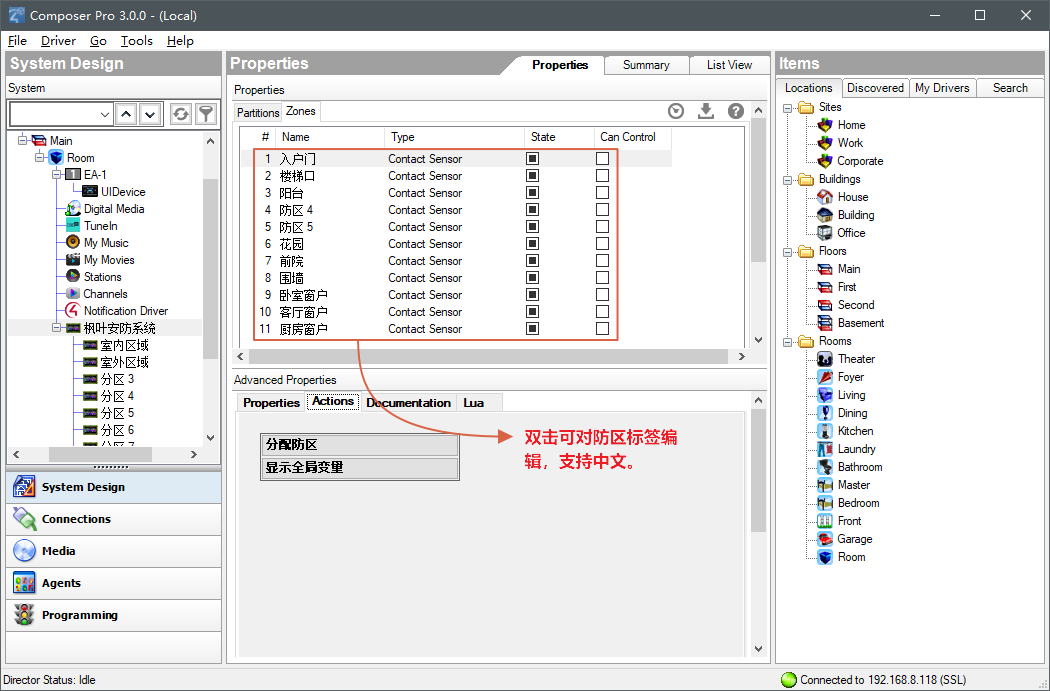 Composer Pro 3.0.0 - (Local)
File Driver Go Tools Help
System Design
System
Main
Room
EA-1
UIDevice
Digital Media
TuneIn
My Music
My Movies
Stations
Channels
Notification Driver
枫叶安防系统
室内区域
室外区域
分区 3
分区 4
分区 5
分区 6
分区 7
System Design
Connections
Media
Agents
Programming
Properties
Properties Summary List View
Properties
Partitions Zones
# Name Type State Can Control
1 入户门 Contact Sensor
2 楼梯口 Contact Sensor
3 阳台 Contact Sensor
4 防区 4 Contact Sensor
5 防区 5 Contact Sensor
6 花园 Contact Sensor
7 前院 Contact Sensor
8 围墙 Contact Sensor
9 卧室窗户 Contact Sensor
10 客厅窗户 Contact Sensor
11 厨房窗户 Contact Sensor
Advanced Properties
Properties Actions Documentation Lua
分配防区
显示全局变量
双击可对防区标签编
辑，支持中文。
Items
Locations Discovered My Drivers Search
Sites
Home
Work
Corporate
Buildings
House
Building
Office
Floors
Main
First
Second
Basement
Rooms
Theater
Foyer
Living
Dining
Kitchen
Laundry
Bathroom
Master
Bedroom
Front
Garage
Room
Director Status: Idle
Connected to 192.168.8.118 (SSL)